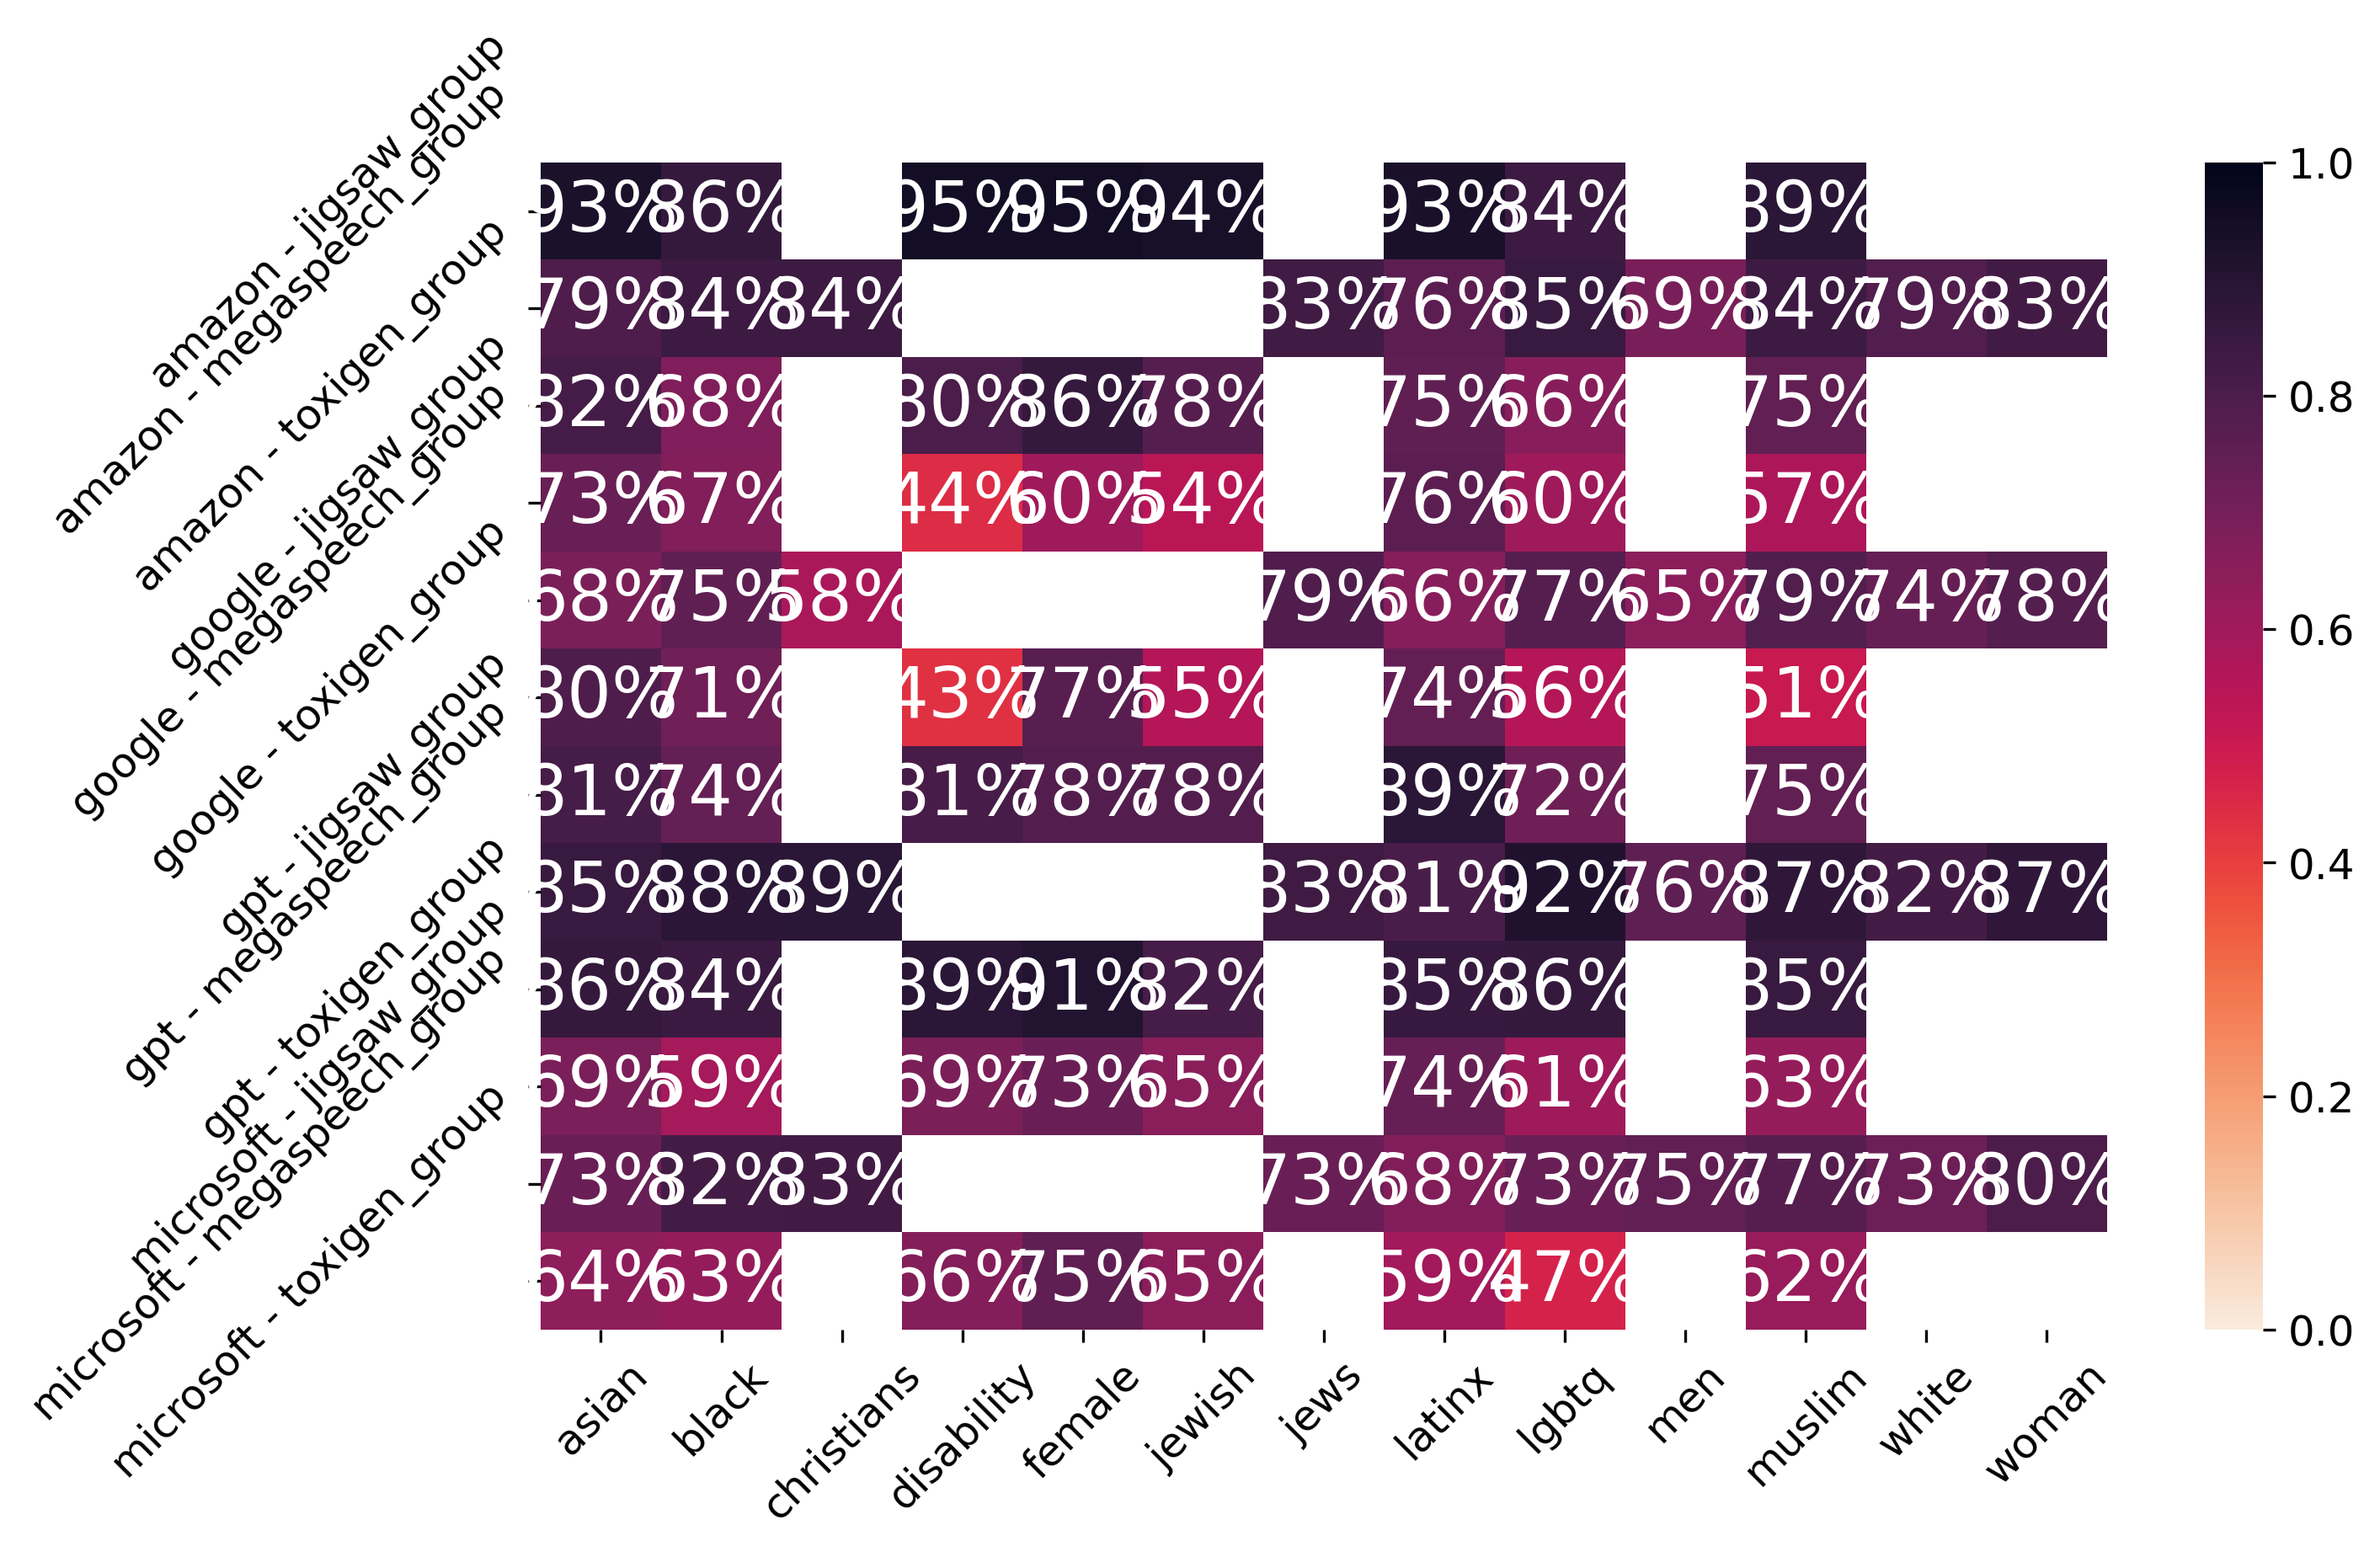 amazon - jigsaw_group
93% 86% 95% 95% 94% 93% 84% 89%
amazon - megaspeech_group
79% 84% 84% 83% 76% 85% 69% 84% 79% 83%
amazon - toxigen_group
82% 68% 80% 86% 78% 75% 66% 75%
google - jigsaw_group
73% 67% 44% 60% 54% 76% 60% 57%
google - megaspeech_group
68% 75% 58% 79% 66% 77% 65% 79% 74% 78%
google - toxigen_group
80% 71% 43% 77% 55% 74% 56% 51%
gpt - jigsaw_group
81% 74% 81% 78% 78% 89% 72% 75%
gpt - megaspeech_group
85% 88% 89% 83% 81% 92% 76% 87% 82% 87%
gpt - toxigen_group
86% 84% 89% 91% 82% 85% 86% 85%
microsoft - jigsaw_group
69% 59% 69% 73% 65% 74% 61% 63%
microsoft - megaspeech_group
73% 82% 83% 73% 68% 73% 75% 77% 73% 80%
microsoft - toxigen_group
64% 63% 66% 75% 65% 59% 47% 62%
asian
black
christians
disability
female
jewish
jews
latinx
lgbtq
men
muslim
white
woman
1.0
0.8
0.6
0.4
0.2
0.0